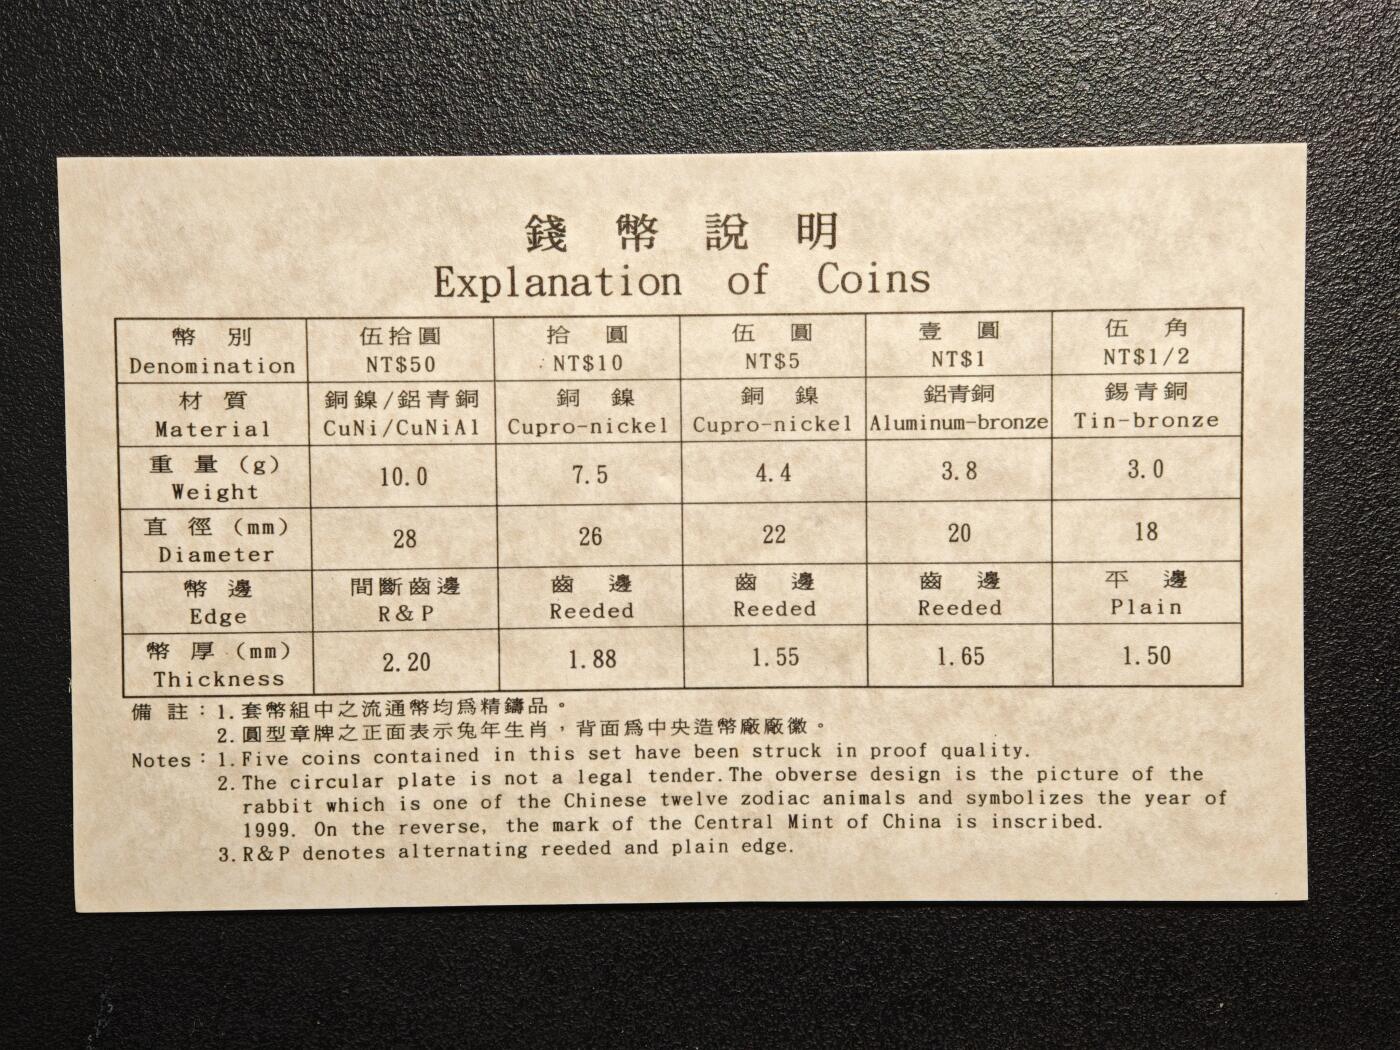 錢幣說明
Explanation of Coins
幣別 伍拾圓 拾圓 伍圓 壹圓 伍角
Denomination NT$50 NT$10 NT$5 NT$1 NT$1/2
材質 銅鎳/鋁青銅 銅鎳 銅鎳 鋁青銅 錫青銅
Material CuNi/CuNiAl Cupro-nickel Cupro-nickel Aluminum-bronze Tin-bronze
重量(g)
Weight 10.0 7.5 4.4 3.8 3.0
直徑(mm)
Diameter 28 26 22 20 18
幣邊 間斷齒邊 齒邊 齒邊 齒邊 平邊
Edge R&P Reeded Reeded Reeded Plain
幣厚(mm)
Thickness 2.20 1.88 1.55 1.65 1.50
備註：1.套幣組中之流通幣均爲精鑄品。
2.圓型章牌之正面表示兔年生肖，背面爲中央造幣廠廠徽。
Notes：1.Five coins contained in this set have been struck in proof quality.
2.The circular plate is not a legal tender.The obverse design is the picture of the
rabbit which is one of the Chinese twelve zodiac animals and symbolizes the year of
1999. On the reverse, the mark of the Central Mint of China is inscribed.
3.R&P denotes alternating reeded and plain edge.